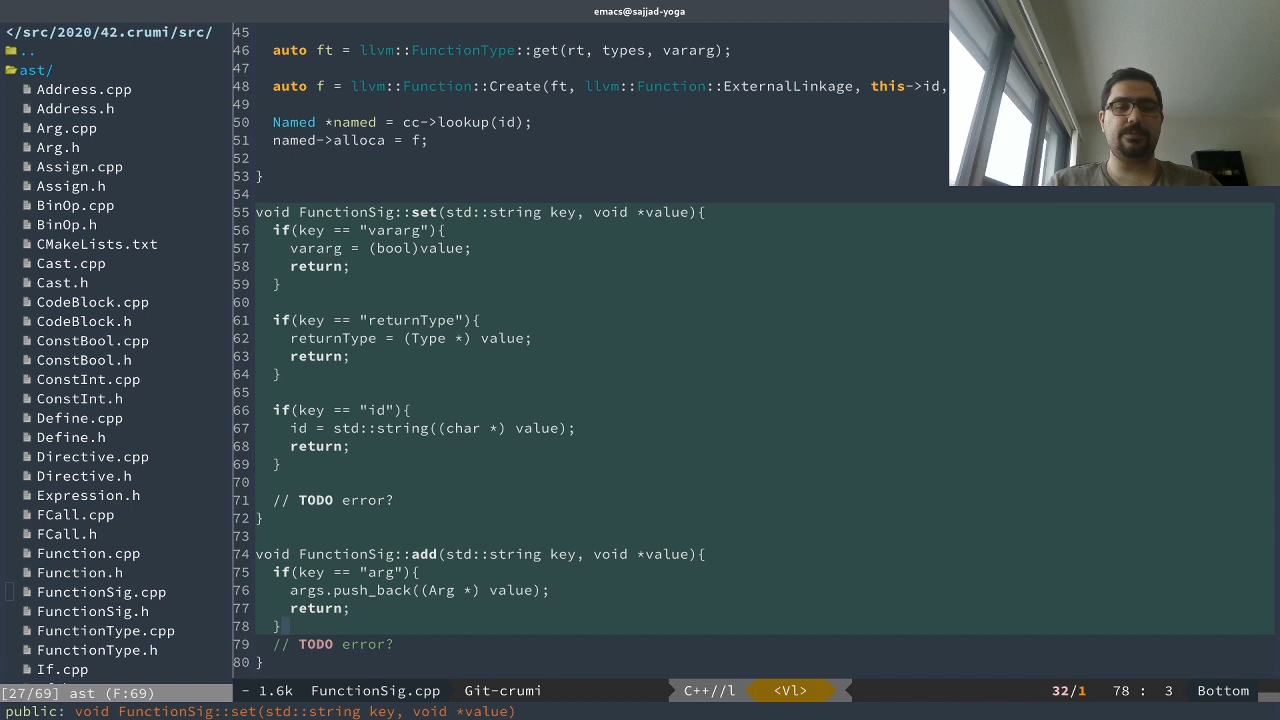 emacs@sajjad-yoga
</src/2020/42.crumi/src/
..
ast/
Address.cpp
Address.h
Arg.cpp
Arg.h
Assign.cpp
Assign.h
BinOp.cpp
BinOp.h
CMakeLists.txt
Cast.cpp
Cast.h
CodeBlock.cpp
CodeBlock.h
ConstBool.cpp
ConstBool.h
ConstInt.cpp
ConstInt.h
Define.cpp
Define.h
Directive.cpp
Directive.h
Expression.h
FCall.cpp
FCall.h
Function.cpp
Function.h
FunctionSig.cpp
FunctionSig.h
FunctionType.cpp
FunctionType.h
If.cpp
[27/69] ast (F:69)
45
46 auto ft = llvm::FunctionType::get(rt, types, vararg);
47
48 auto f = llvm::Function::Create(ft, llvm::Function::ExternalLinkage, this->id,
49
50 Named *named = cc->lookup(id);
51 named->alloca = f;
52
53 }
54
55 void FunctionSig::set(std::string key, void *value){
56 if(key == "vararg"){
57 vararg = (bool)value;
58 return;
59 }
60
61 if(key == "returnType"){
62 returnType = (Type *) value;
63 return;
64 }
65
66 if(key == "id"){
67 id = std::string((char *) value);
68 return;
69 }
70
71 // TODO error?
72 }
73
74 void FunctionSig::add(std::string key, void *value){
75 if(key == "arg"){
76 args.push_back((Arg *) value);
77 return;
78 }
79 // TODO error?
80 }
- 1.6k FunctionSig.cpp Git-crumi C++//l <Vl> 32/1 78 : 3 Bottom
public: void FunctionSig::set(std::string key, void *value)